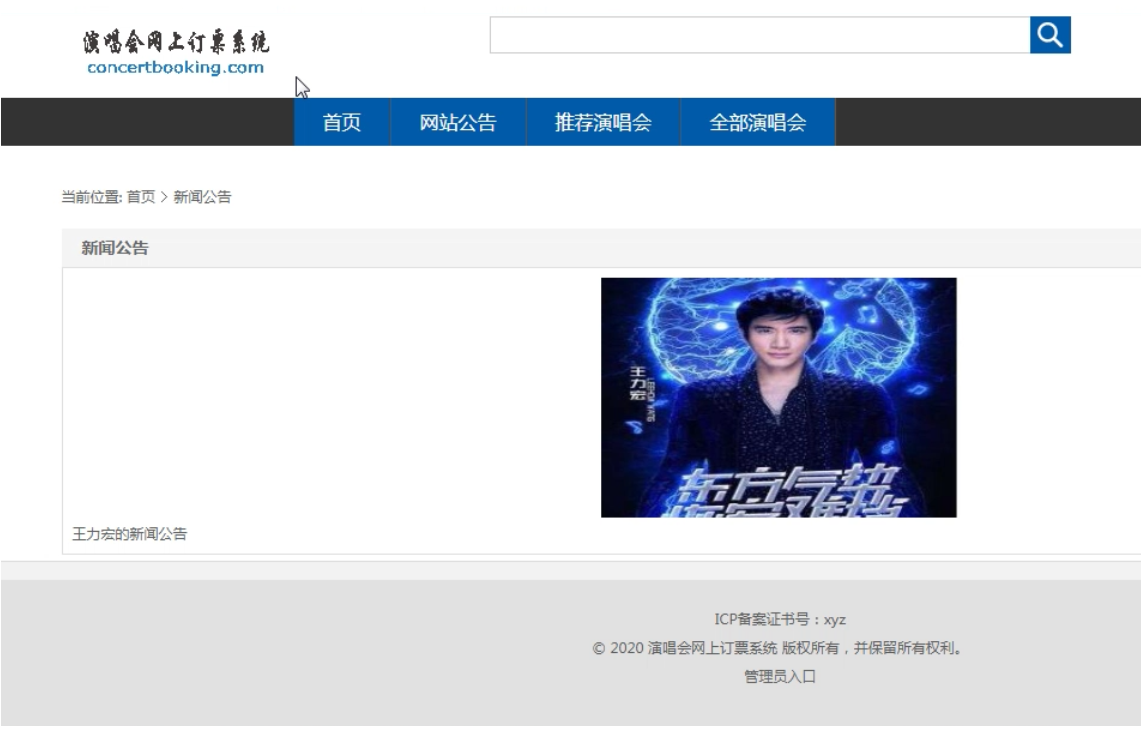 演唱会网上订票系统
concertbooking.com
首页 网站公告 推荐演唱会 全部演唱会
当前位置: 首页 > 新闻公告
新闻公告
王力宏
LEEHOM WANG
东方气势
王力宏的新闻公告
ICP备案证书号：xyz
© 2020 演唱会网上订票系统 版权所有，并保留所有权利。
管理员入口